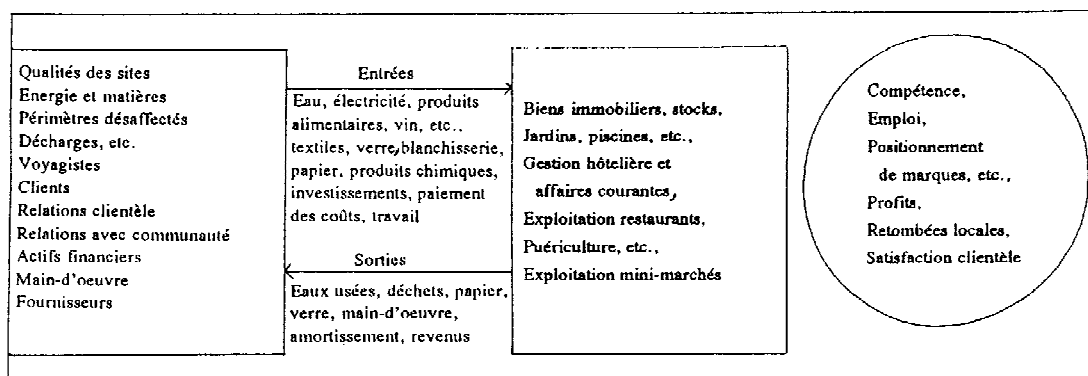 Qualités des sites
Energie et matières
Périmètres désaffectés
Décharges, etc.
Voyagistes
Clients
Relations clientèle
Relations avec communauté
Actifs financiers
Main-d'oeuvre
Fournisseurs
Entrées
Eau, électricité, produits
alimentaires, vin, etc.,
textiles, verre, blanchisserie,
papier, produits chimiques,
investissements, paiement
des coûts, travail
Sorties
Eaux usées, déchets, papier,
verre, main-d'oeuvre,
amortissement, revenus
Biens immobiliers, stocks,
Jardins, piscines, etc.,
Gestion hôtelière et
affaires courantes,
Exploitation restaurants,
Puériculture, etc.,
Exploitation mini-marchés
Compétence,
Emploi,
Positionnement
de marques, etc.,
Profits,
Retombées locales,
Satisfaction clientèle